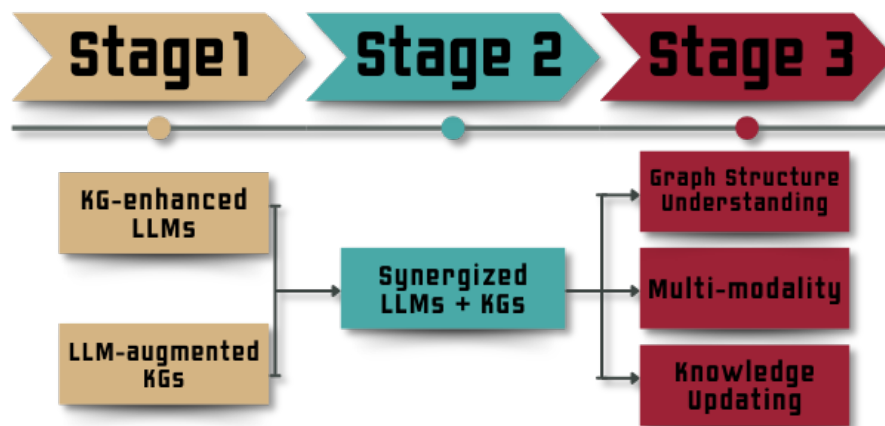 Stage1
Stage 2
Stage 3
KG-enhanced
LLMs
LLM-augmented
KGs
Synergized
LLMs + KGs
Graph Structure
Understanding
Multi-modality
Knowledge
Updating